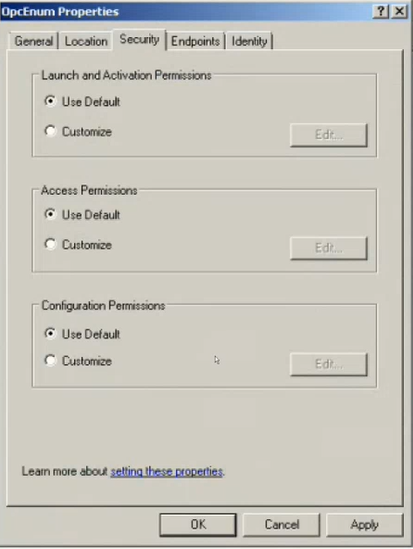 OpcEnum Properties
General Location Security Endpoints Identity
Launch and Activation Permissions
Use Default
Customize
Edit...
Access Permissions
Use Default
Customize
Edit...
Configuration Permissions
Use Default
Customize
Edit...
Learn more about setting these properties.
OK Cancel Apply